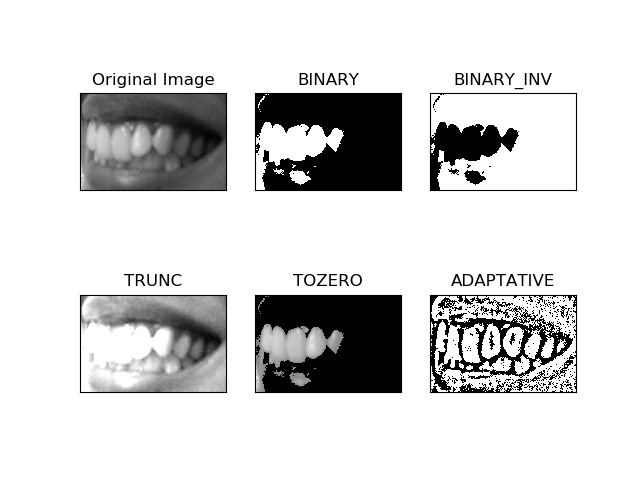 Original Image
BINARY
BINARY_INV
TRUNC
TOZERO
ADAPTATIVE